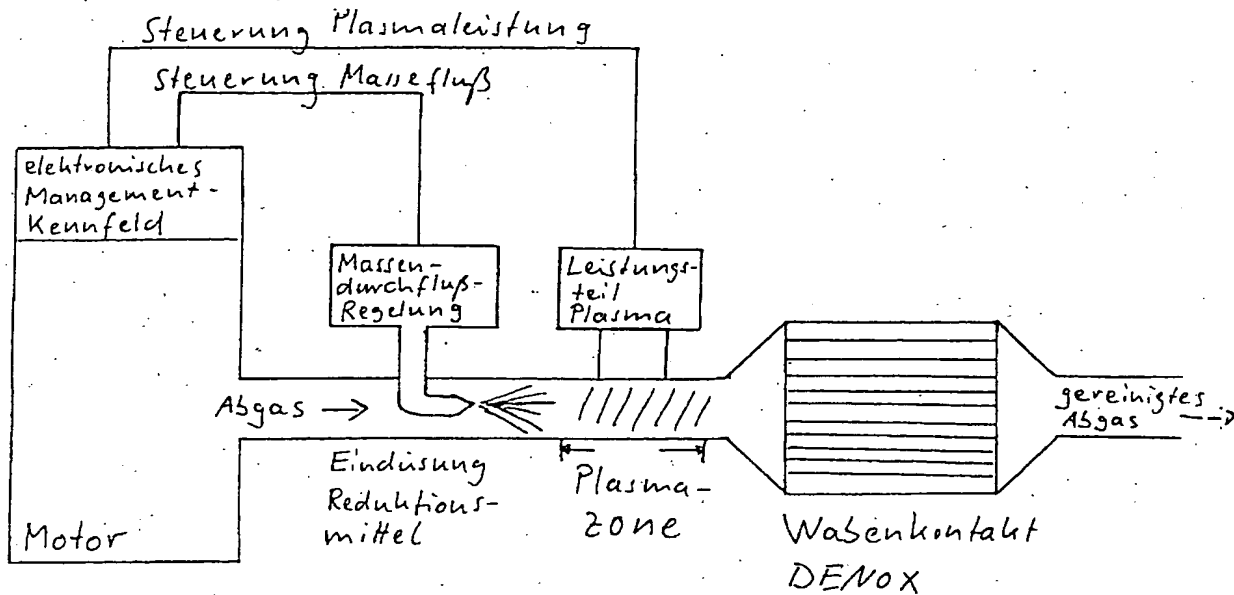 Steuerung Plasmaleistung
Steuerung Massefluß
elektronisches
Management-
Kennfeld
Massen-
durchfluß-
Regelung
Leistungs-
teil
Plasma
Abgas
gereinigtes
Abgas
Eindüsung
Reduktions-
mittel
Plasma-
zone
Motor
Wabenkontakt
DENOX